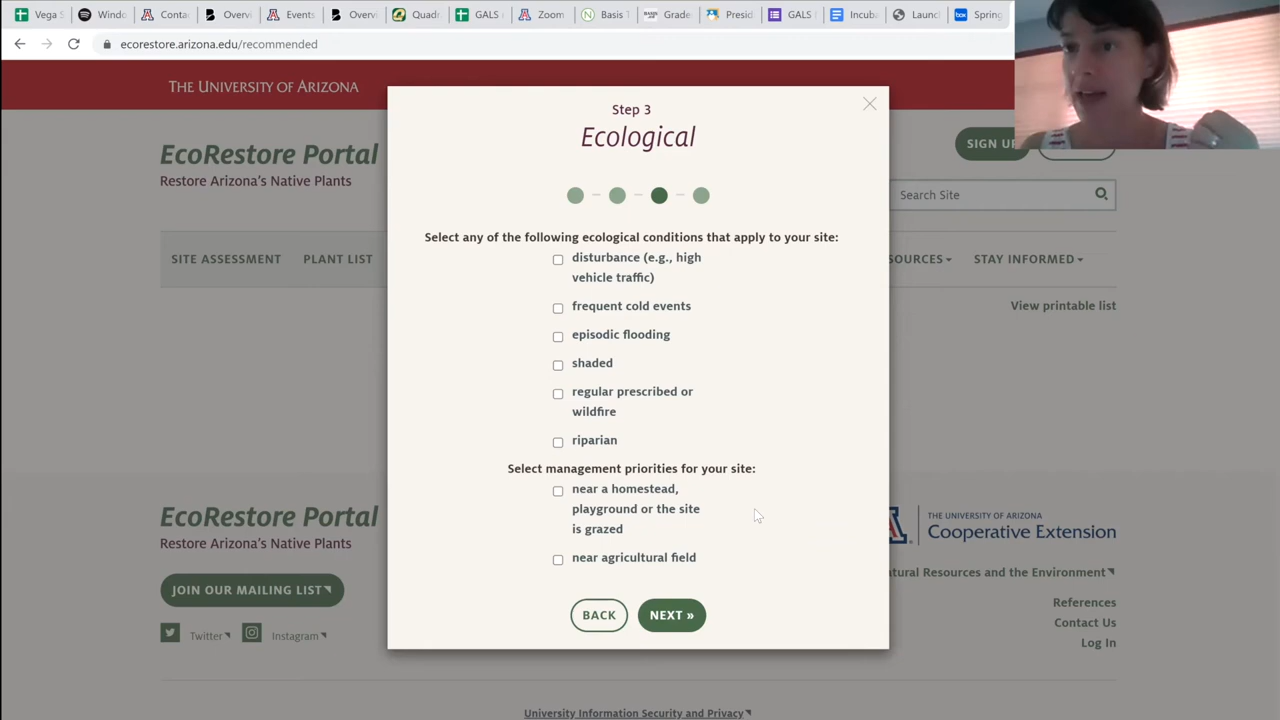 Vega S
Windo
Conta
Overvi
Events
Overvi
Quadr
GALS
Zoom
Basis T
Grade
Presid
GALS
Incuba
Launc
Spring
ecorestore.arizona.edu/recommended
THE UNIVERSITY OF ARIZONA
EcoRestore Portal
Restore Arizona's Native Plants
SIGN U
Search Site
SITE ASSESSMENT
PLANT LIST
SOURCES
STAY INFORMED
View printable list
Step 3
Ecological
Select any of the following ecological conditions that apply to your site:
disturbance (e.g., high
vehicle traffic)
frequent cold events
episodic flooding
shaded
regular prescribed or
wildfire
riparian
Select management priorities for your site:
near a homestead,
playground or the site
is grazed
near agricultural field
BACK
NEXT »
EcoRestore Portal
Restore Arizona's Native Plants
JOIN OUR MAILING LIST
Twitter
Instagram
THE UNIVERSITY OF ARIZONA
Cooperative Extension
atural Resources and the Environment
References
Contact Us
Log In
University Information Security and Privacy